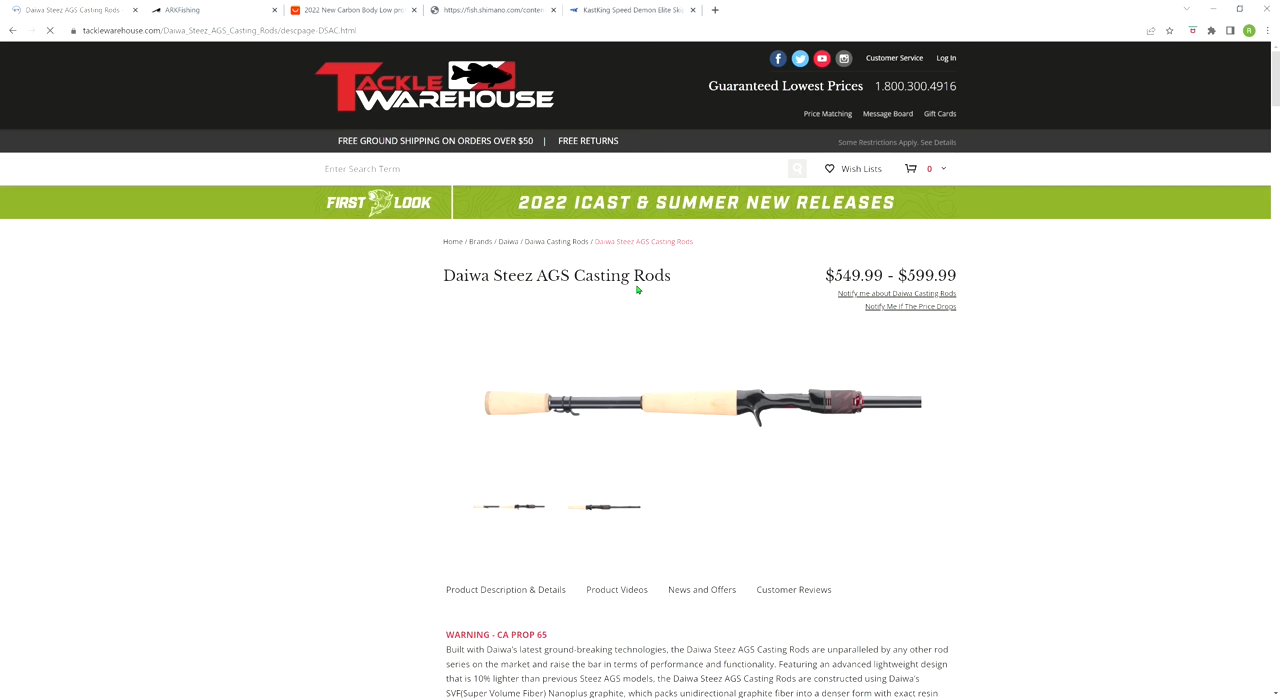 Daiwa Steez AGS Casting Rods
ARKFishing
2022 New Carbon Body Low pro
https://fish.shimano.com/conten
KastKing Speed Demon Elite Ski
tacklewarehouse.com/Daiwa_Steez_AGS_Casting_Rods/descpage-DSAC.html
R
TACKLE
WAREHOUSE
Customer Service
Log In
Guaranteed Lowest Prices 1.800.300.4916
Price Matching Message Board Gift Cards
FREE GROUND SHIPPING ON ORDERS OVER $50 | FREE RETURNS
Some Restrictions Apply. See Details
Enter Search Term
Wish Lists
0
FIRST LOOK
2022 ICAST & SUMMER NEW RELEASES
Home / Brands / Daiwa / Daiwa Casting Rods / Daiwa Steez AGS Casting Rods
Daiwa Steez AGS Casting Rods
$549.99 - $599.99
Notify me about Daiwa Casting Rods
Notify Me If The Price Drops
Product Description & Details Product Videos News and Offers Customer Reviews
WARNING - CA PROP 65
Built with Daiwa's latest ground-breaking technologies, the Daiwa Steez AGS Casting Rods are unparalleled by any other rod
series on the market and raise the bar in terms of performance and functionality. Featuring an advanced lightweight design
that is 10% lighter than previous Steez AGS models, the Daiwa Steez AGS Casting Rods are constructed using Daiwa's
SVF(Super Volume Fiber) Nanoplus graphite, which packs unidirectional graphite fiber into a denser form with exact resin